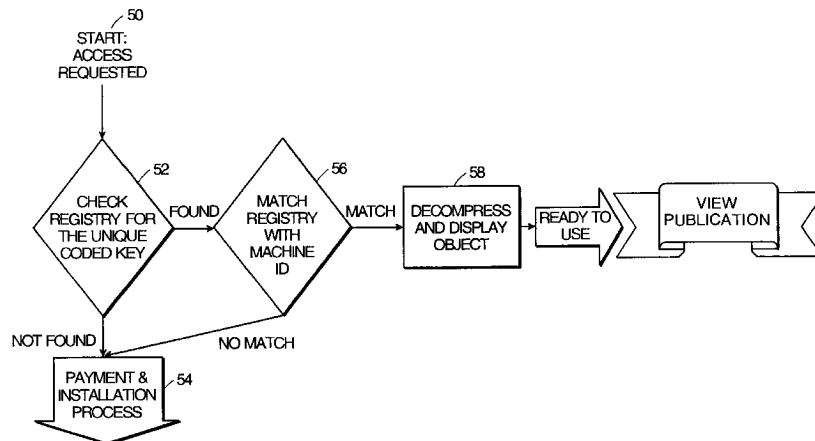 50
START:
ACCESS
REQUESTED
52
CHECK
REGISTRY FOR
THE UNIQUE
CODED KEY
FOUND
56
MATCH
REGISTRY
WITH
MACHINE
ID
MATCH
58
DECOMPRESS
AND DISPLAY
OBJECT
READY TO
USE
VIEW
PUBLICATION
NOT FOUND
NO MATCH
PAYMENT &
INSTALLATION
PROCESS
54